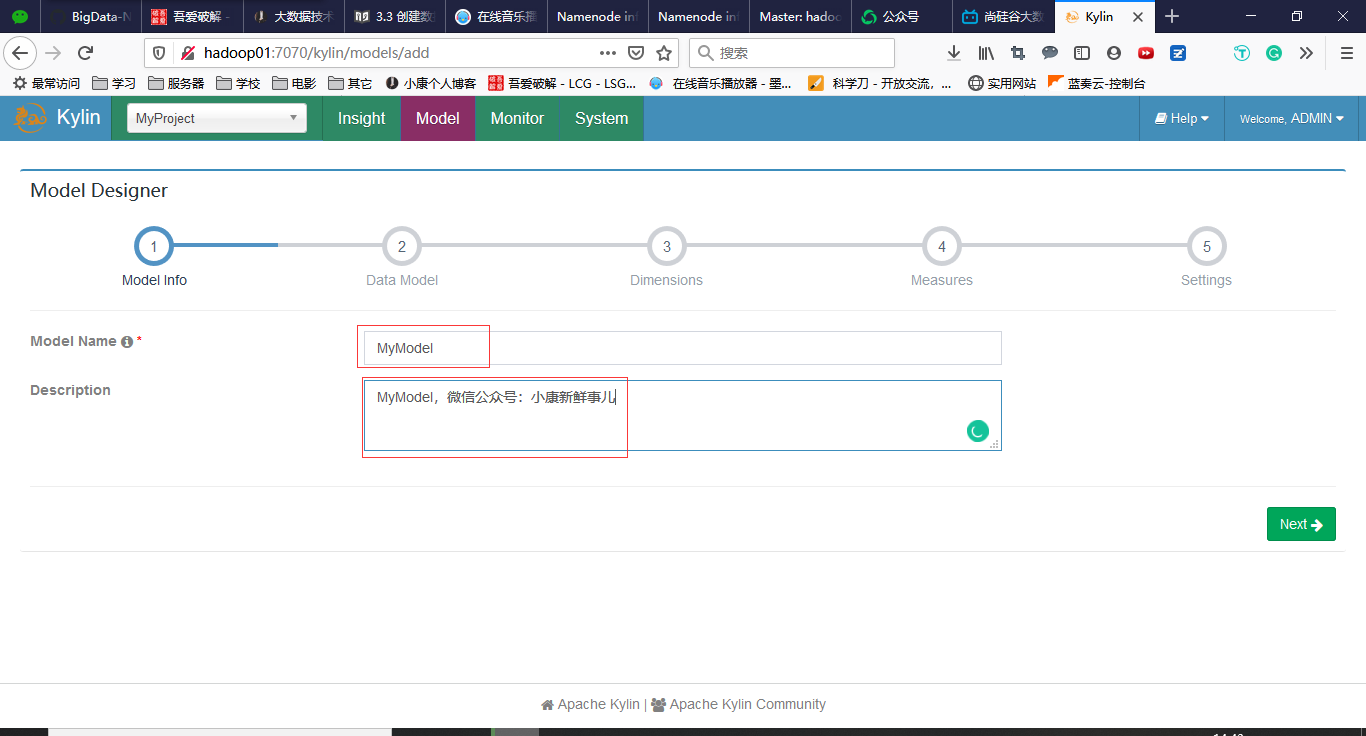 BigData-N
吾爱破解 -
大数据技术
3.3 创建数
在线音乐播
Namenode inf
Namenode inf
Master: hadoo
公众号
尚硅谷大数
Kylin
hadoop01:7070/kylin/models/add
搜索
最常访问 学习 服务器 学校 电影 其它 小康个人博客 吾爱破解 - LCG - LSG... 在线音乐播放器 - 墨... 科学刀 - 开放交流，... 实用网站 蓝奏云-控制台
Kylin MyProject Insight Model Monitor System Help Welcome, ADMIN
Model Designer
1 2 3 4 5
Model Info Data Model Dimensions Measures Settings
Model Name *
MyModel
Description
MyModel，微信公众号：小康新鲜事儿
Next
Apache Kylin | Apache Kylin Community